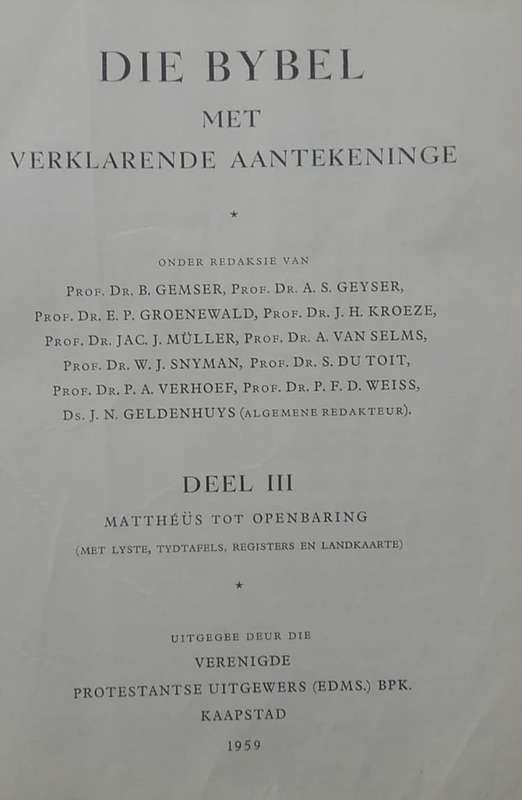 DIE BYBEL
MET
VERKLARENDE AANTEKENINGE
*
ONDER REDAKSIE VAN
PROF. DR. B. GEMSER, PROF. DR. A. S. GEYSER,
PROF. DR. E. P. GROENEWALD, PROF. DR. J. H. KROEZE,
PROF. DR. JAC. J. MÜLLER, PROF. DR. A. VAN SELMS,
PROF. DR. W. J. SNYMAN, PROF. DR. S. DU TOIT,
PROF. DR. P. A. VERHOEF, PROF. DR. P. F. D. WEISS,
DS. J. N. GELDENHUYS (ALGEMENE REDAKTEUR).
DEEL III
MATTHÉÜS TOT OPENBARING
(MET LYSTE, TYDTAFELS, REGISTERS EN LANDKAARTE)
*
UITGEGEE DEUR DIE
VERENIGDE
PROTESTANTSE UITGEWERS (EDMS.) BPK.
KAAPSTAD
1959